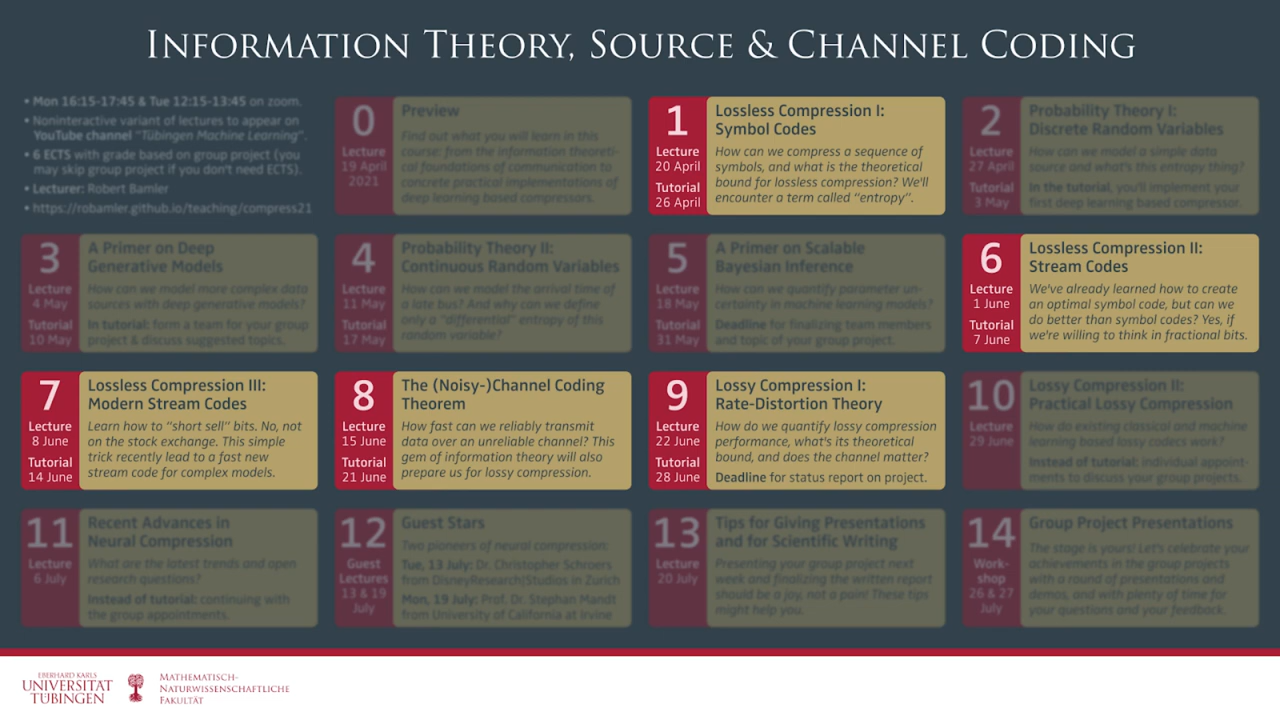 INFORMATION THEORY, SOURCE & CHANNEL CODING
• Mon 16:15-17:45 & Tue 12:15-13:45 on zoom.
• Noninteractive variant of lectures to appear on
YouTube channel "Tübingen Machine Learning".
• 6 ECTS with grade based on group project (you
may skip group project if you don't need ECTS).
• Lecturer: Robert Bamler
• https://robamler.github.io/teaching/compress21
0
Lecture
19 April
2021
Preview
Find out what you will learn in this
course: from the information theoreti-
cal foundations of communication to
concrete practical implementations of
deep learning based compressors.
1
Lecture
20 April
Tutorial
26 April
Lossless Compression I:
Symbol Codes
How can we compress a sequence of
symbols, and what is the theoretical
bound for lossless compression? We'll
encounter a term called "entropy".
2
Lecture
27 April
Tutorial
3 May
Probability Theory I:
Discrete Random Variables
How can we model a simple data
source and what's this entropy thing?
In the tutorial, you'll implement your
first deep learning based compressor.
3
Lecture
4 May
Tutorial
10 May
A Primer on Deep
Generative Models
How can we model more complex data
sources with deep generative models?
In tutorial: form a team for your group
project & discuss suggested topics.
4
Lecture
11 May
Tutorial
17 May
Probability Theory II:
Continuous Random Variables
How can we model the arrival time of
a late bus? And why can we define
only a "differential" entropy of this
random variable?
5
Lecture
18 May
Tutorial
31 May
A Primer on Scalable
Bayesian Inference
How can we quantify parameter un-
certainty in machine learning models?
Deadline for finalizing team members
and topic of your group project.
6
Lecture
1 June
Tutorial
7 June
Lossless Compression II:
Stream Codes
We've already learned how to create
an optimal symbol code, but can we
do better than symbol codes? Yes, if
we're willing to think in fractional bits.
7
Lecture
8 June
Tutorial
14 June
Lossless Compression III:
Modern Stream Codes
Learn how to "short sell" bits. No, not
on the stock exchange. This simple
trick recently lead to a fast new
stream code for complex models.
8
Lecture
15 June
Tutorial
21 June
The (Noisy-)Channel Coding
Theorem
How fast can we reliably transmit
data over an unreliable channel? This
gem of information theory will also
prepare us for lossy compression.
9
Lecture
22 June
Tutorial
28 June
Lossy Compression I:
Rate-Distortion Theory
How do we quantify lossy compression
performance, what's its theoretical
bound, and does the channel matter?
Deadline for status report on project.
10
Lecture
29 June
Lossy Compression II:
Practical Lossy Compression
How do existing classical and machine
learning based lossy codecs work?
Instead of tutorial: individual appoint-
ments to discuss your group projects.
11
Lecture
6 July
Recent Advances in
Neural Compression
What are the latest trends and open
research questions?
Instead of tutorial: continuing with
the group appointments.
12
Guest
Lectures
13 & 19
July
Guest Stars
Two pioneers of neural compression:
Tue, 13 July: Dr. Christopher Schroers
from DisneyResearch|Studios in Zurich
Mon, 19 July: Prof. Dr. Stephan Mandt
from University of California at Irvine
13
Lecture
20 July
Tips for Giving Presentations
and for Scientific Writing
Presenting your group project next
week and finalizing the written report
should be a joy, not a pain! These tips
might help you.
14
Work-
shop
26 & 27
July
Group Project Presentations
The stage is yours! Let's celebrate your
achievements in the group projects
with a round of presentations and
demos, and with plenty of time for
your questions and your feedback.
EBERHARD KARLS
UNIVERSITÄT
TÜBINGEN
MATHEMATISCH-
NATURWISSENSCHAFTLICHE
FAKULTÄT